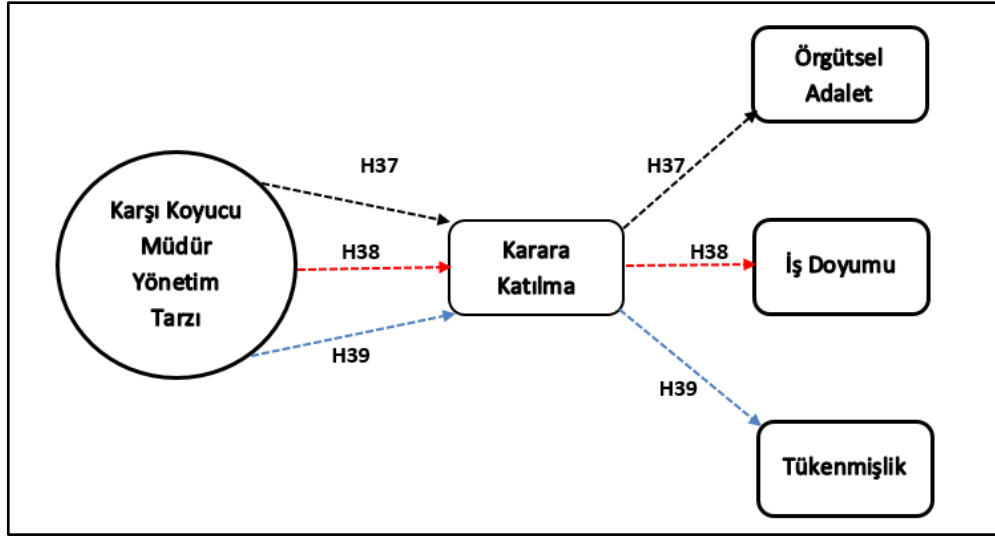 Karşı Koyucu
Müdür
Yönetim
Tarzı
H37
H38
H39
Karara
Katılma
H37
H38
H39
Örgütsel
Adalet
İş Doyumu
Tükenmişlik